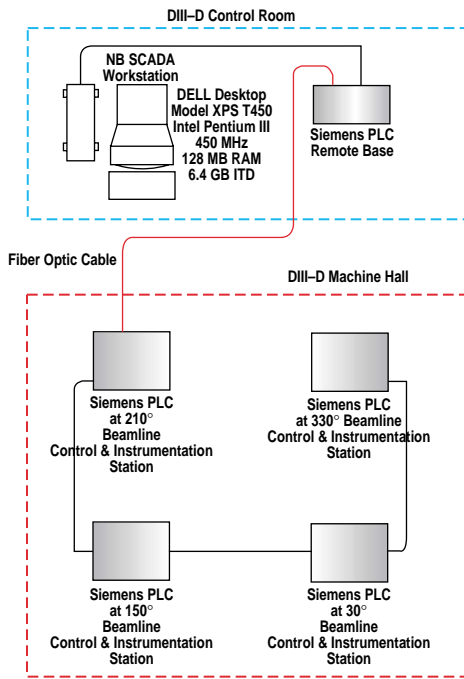 DIII–D Control Room
NB SCADA
Workstation
DELL Desktop
Model XPS T450
Intel Pentium III
450 MHz
128 MB RAM
6.4 GB ITD
Siemens PLC
Remote Base
Fiber Optic Cable
DIII–D Machine Hall
Siemens PLC
at 210°
Beamline
Control & Instrumentation
Station
Siemens PLC
at 330° Beamline
Control & Instrumentation
Station
Siemens PLC
at 150°
Beamline
Control & Instrumentation
Station
Siemens PLC
at 30°
Beamline
Control & Instrumentation
Station